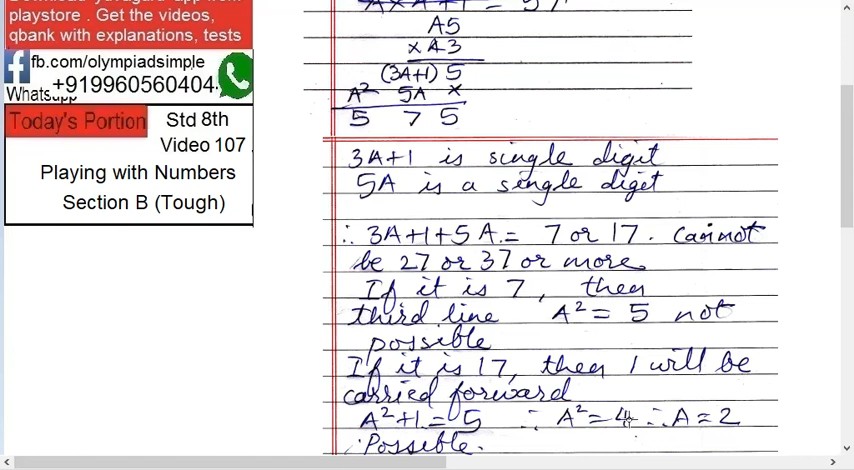 playstore . Get the videos,
qbank with explanations, tests
fb.com/olympiadsimple
+919960560404
Whatsupp
Today's Portion
Std 8th
Video 107
Playing with Numbers
Section B (Tough)
A5
× A3
(3A+1) 5
A² 5A ×
5 7 5
3A+1 is single digit
5A is a single digit
∴ 3A+1+5A = 7 or 17. cannot
be 27 or 37 or more
If it is 7, then
third line A² = 5 not
possible
If it is 17, then 1 will be
carried forward
A²+1 = 5 ∴ A² = 4 ∴ A = 2
Possible.